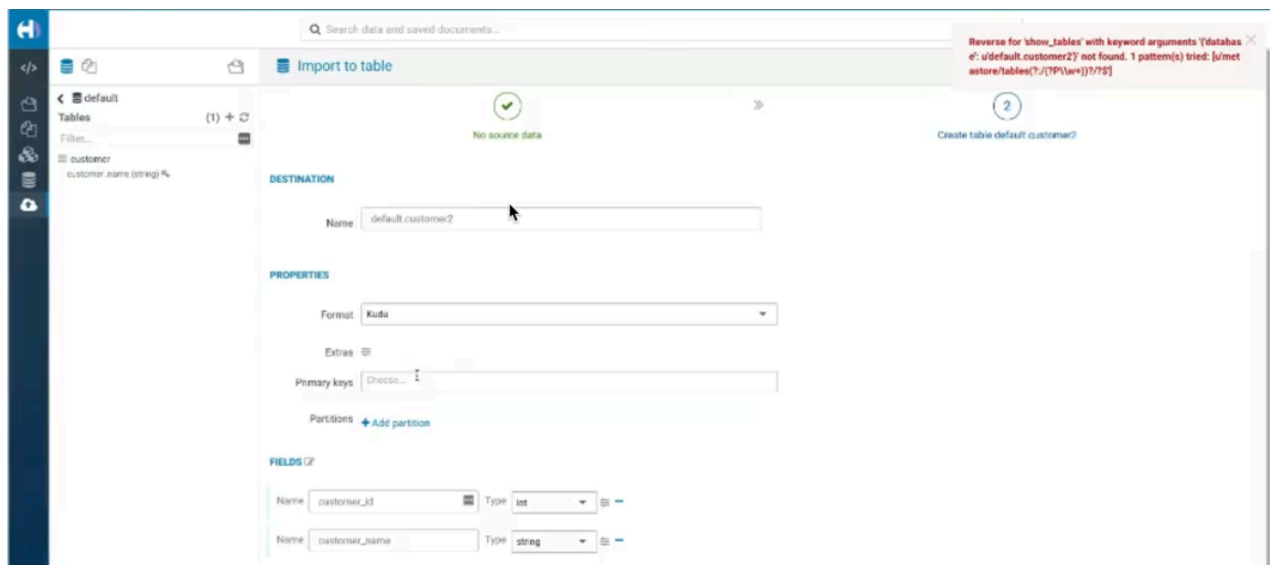 Search data and saved documents...
Reverse for 'show_tables' with keyword arguments '{'databas
e': u'default.customer2'}' not found. 1 pattern(s) tried: [u'met
astore/tables(?:/(?P\\w+))?/?$']
</>
Import to table
default
Tables (1)
Filter...
customer
customer_name (string)
No source data
2
Create table default customer2?
DESTINATION
Name default.customer2
PROPERTIES
Format Kudu
Extras
Primary keys Choose...
Partitions + Add partition
FIELDS
Name customer_id Type int
Name customer_name Type string